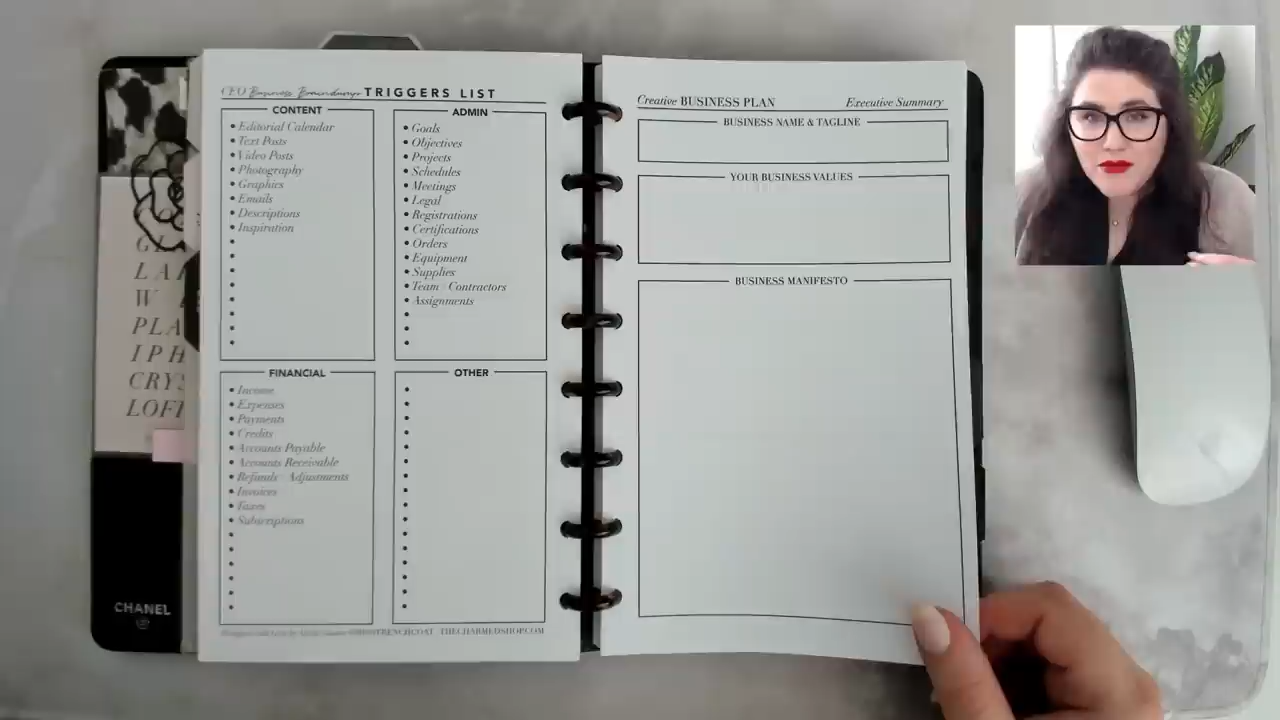 CEO Business Braindump TRIGGERS LIST
CONTENT
• Editorial Calendar
• Text Posts
• Video Posts
• Photography
• Graphics
• Emails
• Descriptions
• Inspiration
ADMIN
• Goals
• Objectives
• Projects
• Schedules
• Meetings
• Legal
• Registrations
• Certifications
• Orders
• Equipment
• Supplies
• Team / Contractors
• Assignments
FINANCIAL
• Income
• Expenses
• Payments
• Credits
• Accounts Payable
• Accounts Receivable
• Refunds / Adjustments
• Invoices
• Taxes
• Subscriptions
OTHER
THECHARMEDSHOP.COM
Creative BUSINESS PLAN Executive Summary
BUSINESS NAME & TAGLINE
YOUR BUSINESS VALUES
BUSINESS MANIFESTO
CHANEL